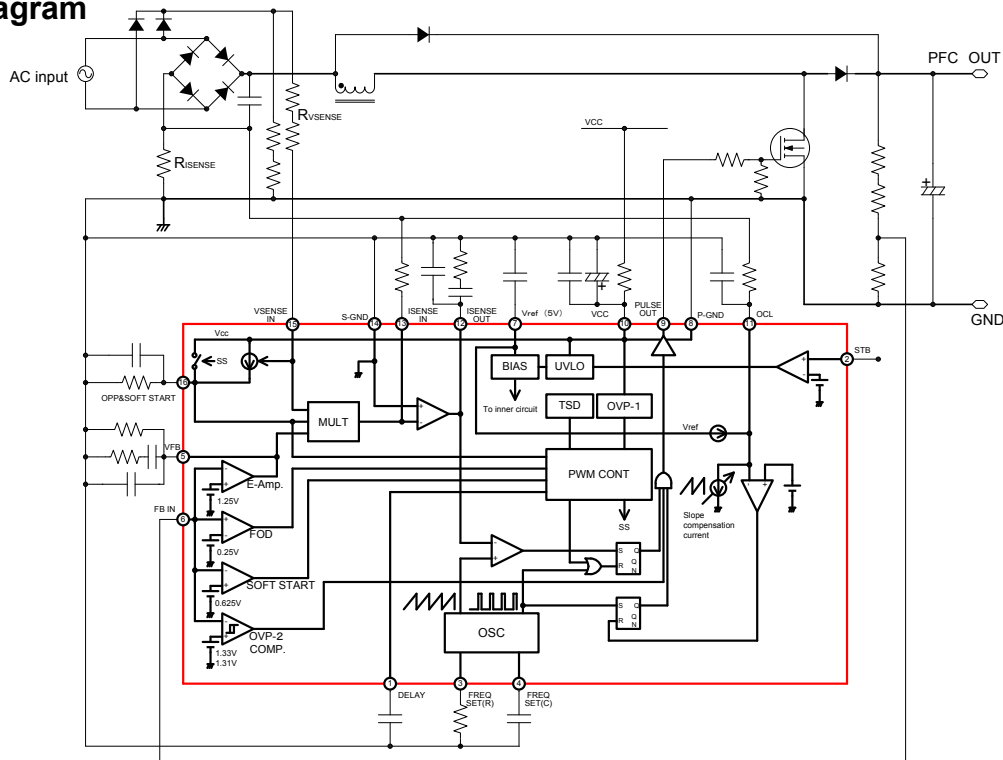 agram
AC input
PFC OUT
RVSENSE
VCC
RISENSE
GND
VSENSE
IN
S-GND
ISENSE
IN
ISENSE
OUT
Vref (5V)
VCC
PULSE
OUT
P-GND
OCL
15
14
13
12
7
10
9
8
11
Vcc
SS
STB
2
16
OPP&SOFT START
BIAS
UVLO
To inner circuit
TSD
OVP-1
MULT
Vref
VFB
5
E-Amp.
1.25V
PWM CONT
SS
Slope
compensation
current
FB IN
6
FOD
0.25V
SOFT START
0.625V
S
Q
R
Q
N
OVP-2
COMP.
1.33V
1.31V
OSC
S
Q
R
Q
N
1
DELAY
3
FREQ
SET(R)
4
FREQ
SET(C)